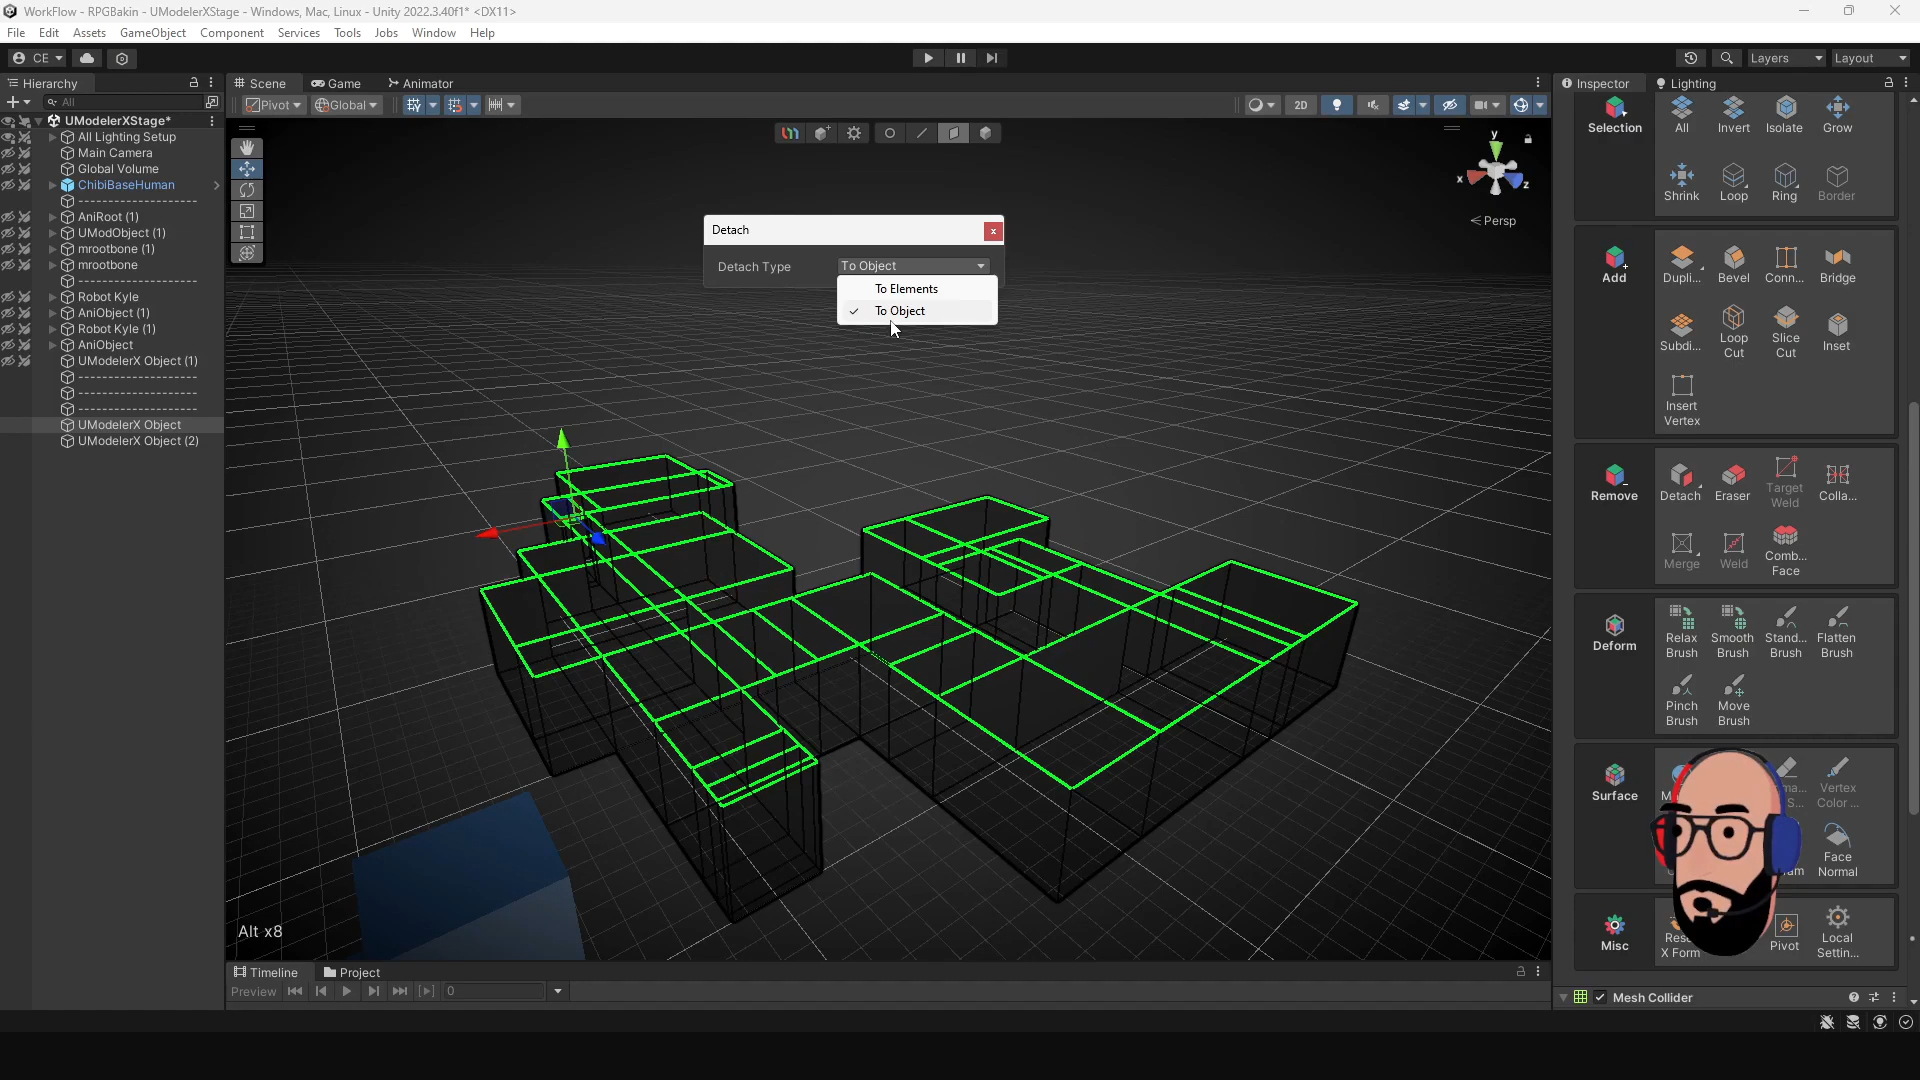 WorkFlow - RPGBakin - UModelerXStage - Windows, Mac, Linux - Unity 2022.3.40f1* <DX11>
File Edit Assets GameObject Component Services Tools Jobs Window Help
CE
Layers
Layout
Hierarchy
All
UModelerXStage*
All Lighting Setup
Main Camera
Global Volume
ChibiBaseHuman
--------------------
AniRoot (1)
UModObject (1)
mrootbone (1)
mrootbone
--------------------
Robot Kyle
AniObject (1)
Robot Kyle (1)
AniObject
UModelerX Object (1)
--------------------
--------------------
--------------------
UModelerX Object
UModelerX Object (2)
Scene
Game
Animator
Pivot
Global
2D
y
x
z
Persp
Detach
x
Detach Type
To Object
To Elements
To Object
Alt x8
Timeline
Project
Preview
0
Inspector
Lighting
Selection
All Invert Isolate Grow
Shrink Loop Ring Border
Add
Dupli... Bevel Conn... Bridge
Subdi... Loop Cut Slice Cut Inset
Insert Vertex
Remove
Detach Eraser Target Weld Colla...
Merge Weld Comb... Face
Deform
Relax Brush Smooth Brush Stand... Brush Flatten Brush
Pinch Brush Move Brush
Surface
Vertex Color ...
Face Normal
Misc
X Form Pivot Local Settin...
Mesh Collider